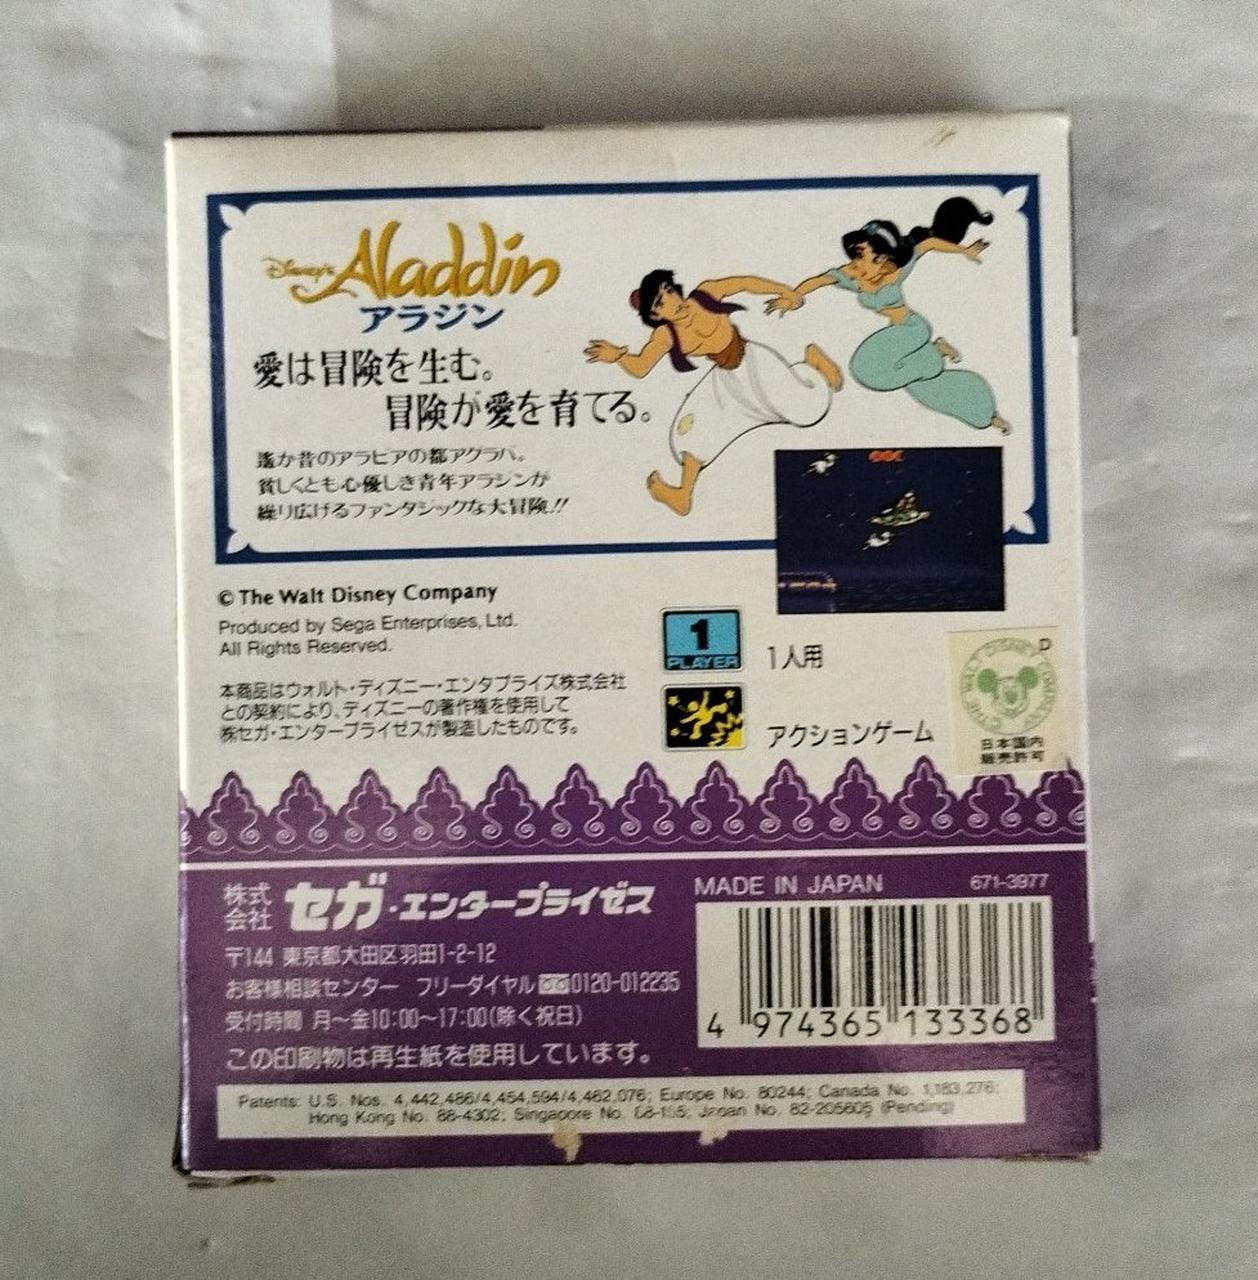 Disney's Aladdin
アラジン
愛は冒険を生む。
冒険が愛を育てる。
遙か昔のアラビアの都アグラバ。
貧しくとも心優しき青年アラジンが
繰り広げるファンタジックな大冒険!!
© The Walt Disney Company
Produced by Sega Enterprises, Ltd.
All Rights Reserved.
本商品はウォルト・ディズニー・エンタプライズ株式会社
との契約により、ディズニーの著作権を使用して
㈱セガ・エンタープライゼスが製造したものです。
1
PLAYER
1人用
アクションゲーム
D
© THE WALT DISNEY COMPANY
日本国内
販売許可
株式会社 セガ・エンタープライゼス
〒144 東京都大田区羽田1-2-12
お客様相談センター フリーダイヤル 0120-012235
受付時間 月〜金10:00〜17:00(除く祝日)
この印刷物は再生紙を使用しています。
MADE IN JAPAN 671-3977
4 974365 133368
Patents: U.S. Nos. 4,442,486/4,454,594/4,462,076; Europe No. 80244; Canada No. 1,183,276;
Hong Kong No. 88-4302; Singapore No. 88-155; Japan No. 82-205605 (Pending)